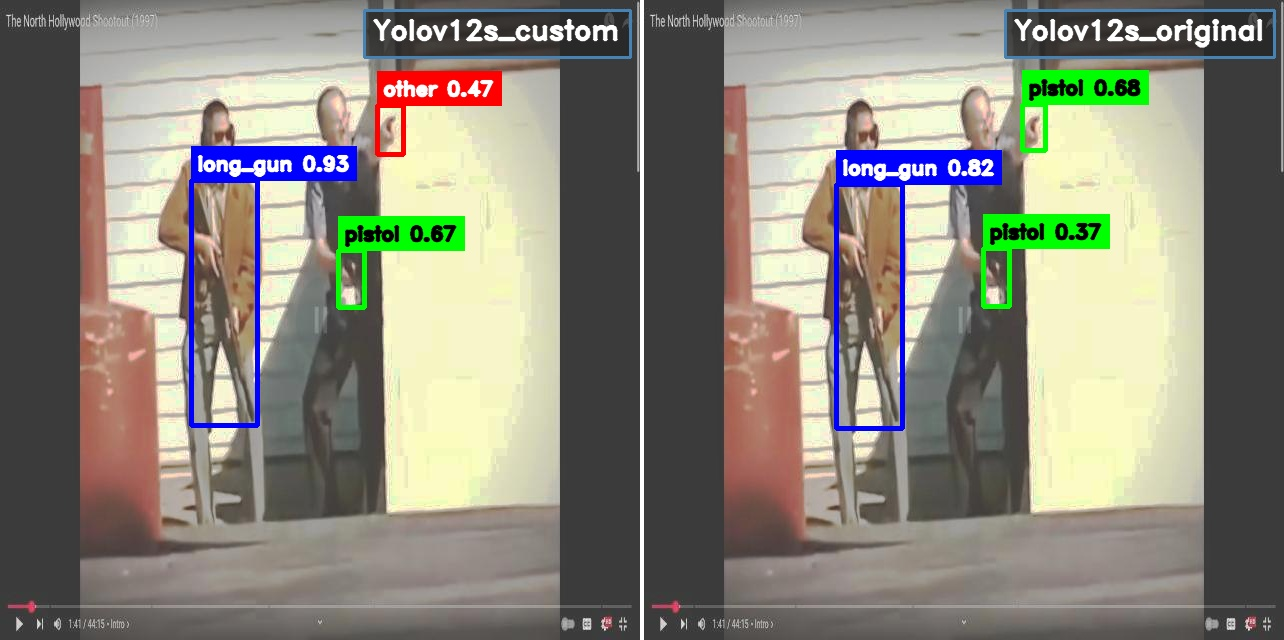 The North Hollywood Shootout (1997)
Yolov12s_custom
other 0.47
long_gun 0.93
pistol 0.67
1:41 / 44:15 • Intro ›
The North Hollywood Shootout (1997)
Yolov12s_original
pistol 0.68
long_gun 0.82
pistol 0.37
1:41 / 44:15 • Intro ›